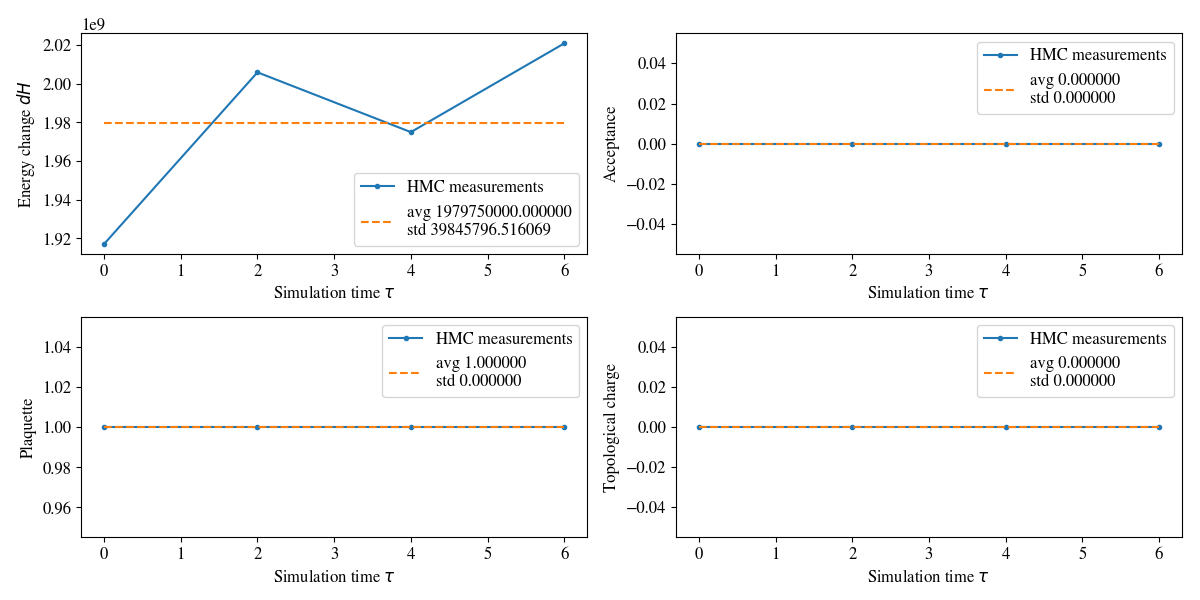 1e9
2.02
2.00
1.98
1.96
1.94
1.92
Energy change dH
HMC measurements
avg 1979750000.000000
std 39845796.516069
0 1 2 3 4 5 6
Simulation time τ
0.04
0.02
0.00
−0.02
−0.04
Acceptance
HMC measurements
avg 0.000000
std 0.000000
0 1 2 3 4 5 6
Simulation time τ
1.04
1.02
1.00
0.98
0.96
Plaquette
HMC measurements
avg 1.000000
std 0.000000
0 1 2 3 4 5 6
Simulation time τ
0.04
0.02
0.00
−0.02
−0.04
Topological charge
HMC measurements
avg 0.000000
std 0.000000
0 1 2 3 4 5 6
Simulation time τ